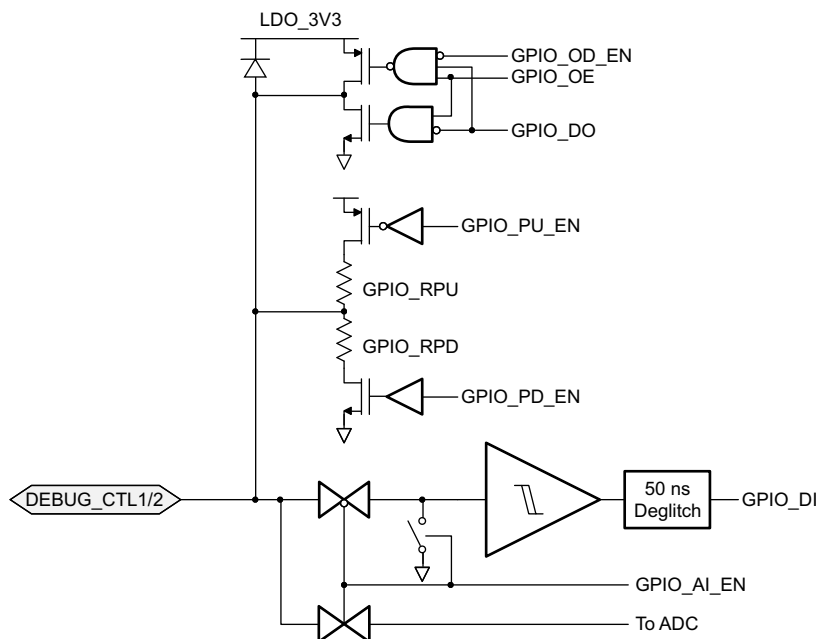 LDO_3V3
GPIO_OD_EN
GPIO_OE
GPIO_DO
GPIO_PU_EN
GPIO_RPU
GPIO_RPD
GPIO_PD_EN
DEBUG_CTL1/2
50 ns
Deglitch
GPIO_DI
GPIO_AI_EN
To ADC